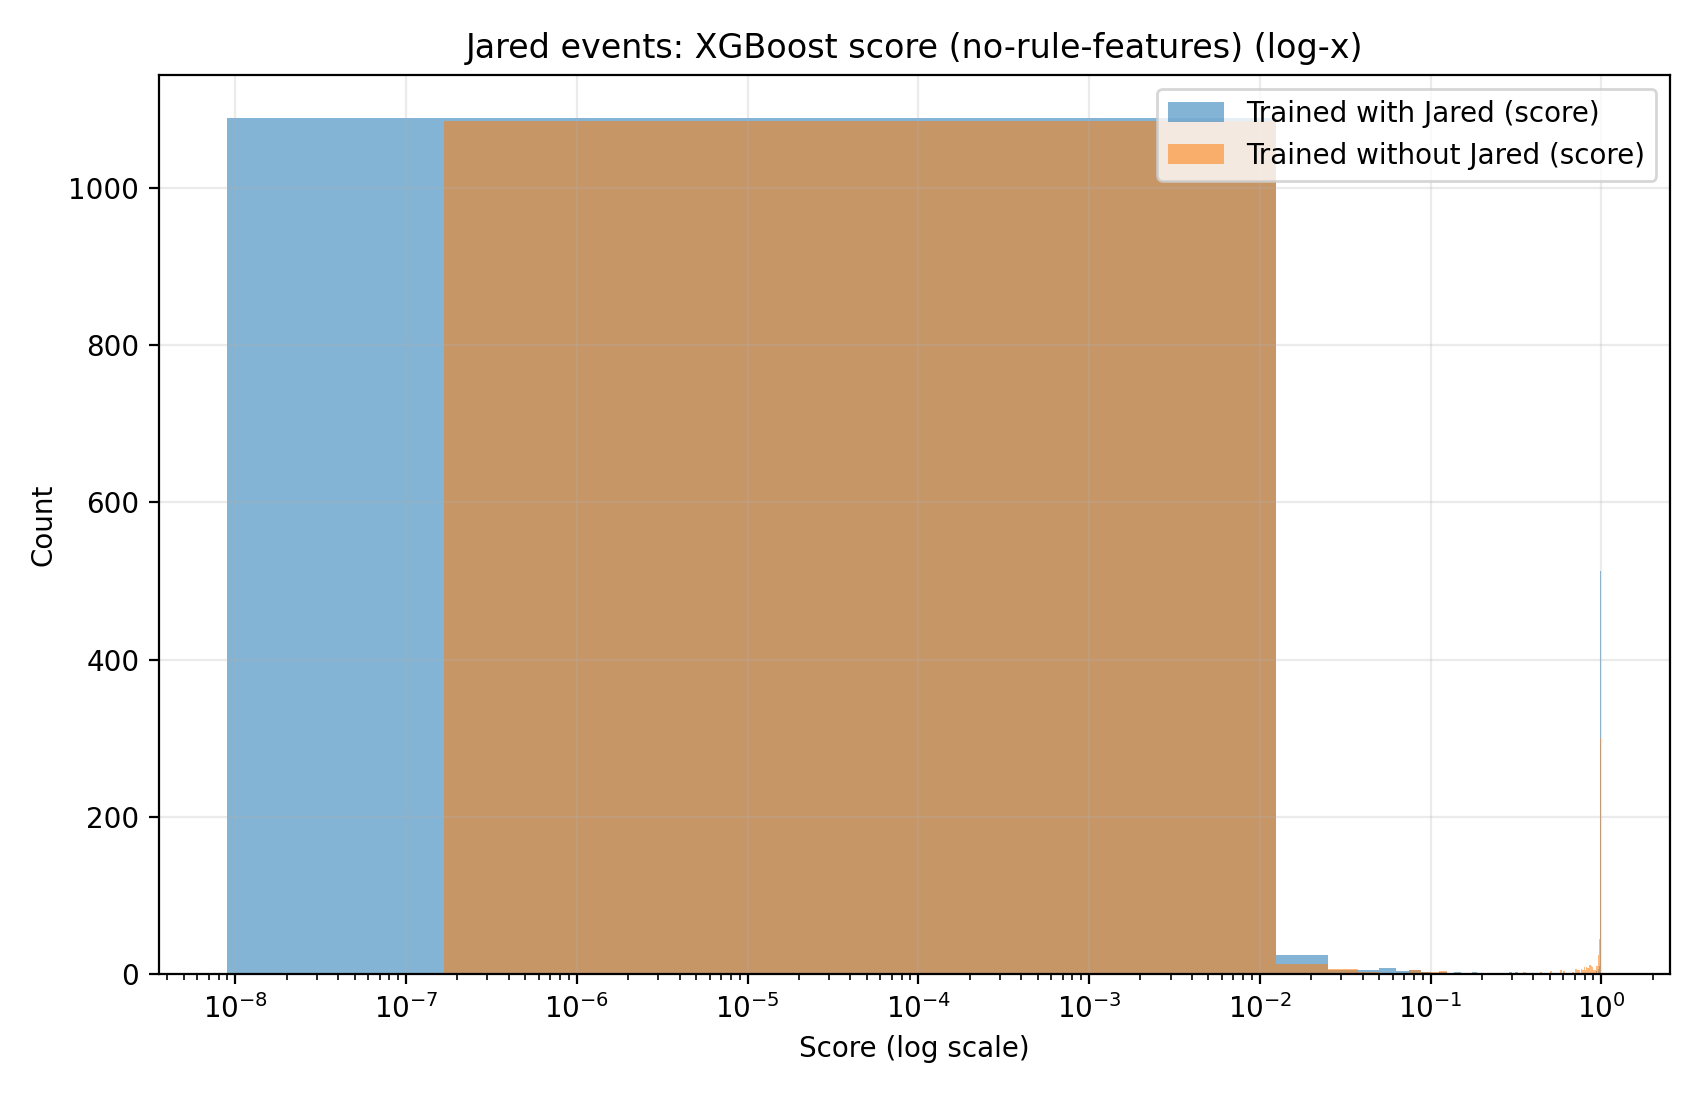 Jared events: XGBoost score (no-rule-features) (log-x)
Trained with Jared (score)
Trained without Jared (score)
Count
1000
800
600
400
200
0
10⁻⁸ 10⁻⁷ 10⁻⁶ 10⁻⁵ 10⁻⁴ 10⁻³ 10⁻² 10⁻¹ 10⁰
Score (log scale)